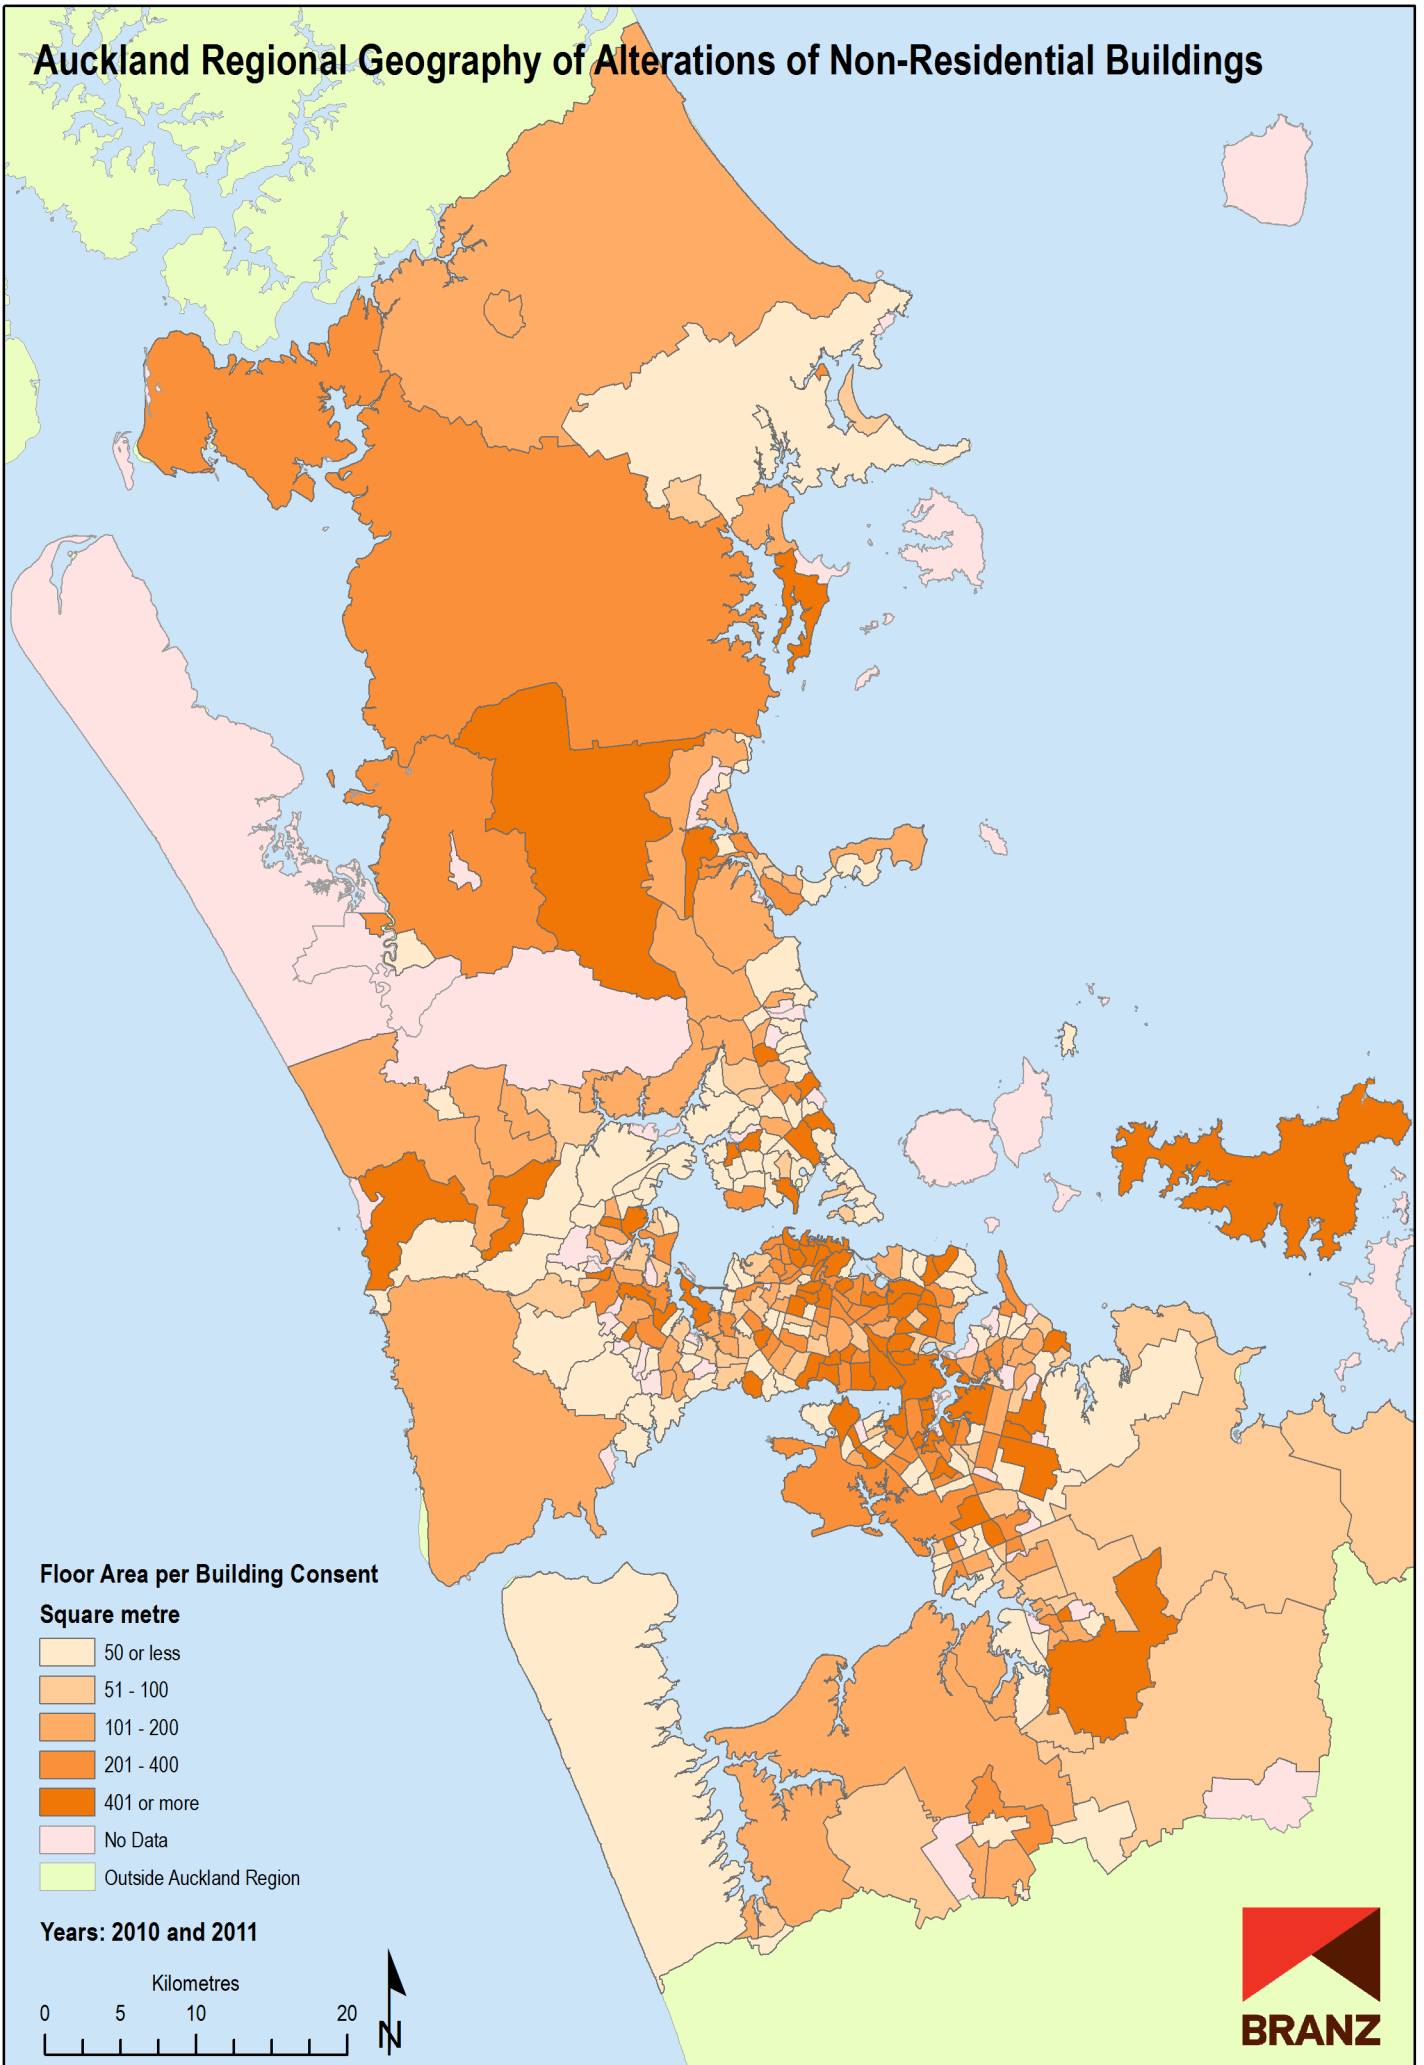 Auckland Regional Geography of Alterations of Non-Residential Buildings
Floor Area per Building Consent
Square metre
50 or less
51 - 100
101 - 200
201 - 400
401 or more
No Data
Outside Auckland Region
Years: 2010 and 2011
Kilometres
0 5 10 20
N
BRANZ